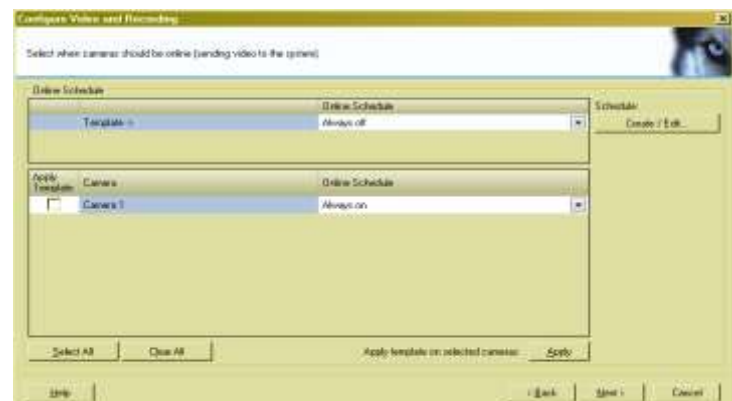 Configure Video and Recording
Select when cameras should be online (sending video to the system)
Online Schedule
Online Schedule
Schedule
Template
Always off
Create / Edit...
Apply Template
Camera
Online Schedule
Camera 1
Always on
Select All
Clear All
Apply template on selected cameras:
Apply
Help
< Back
Next >
Cancel